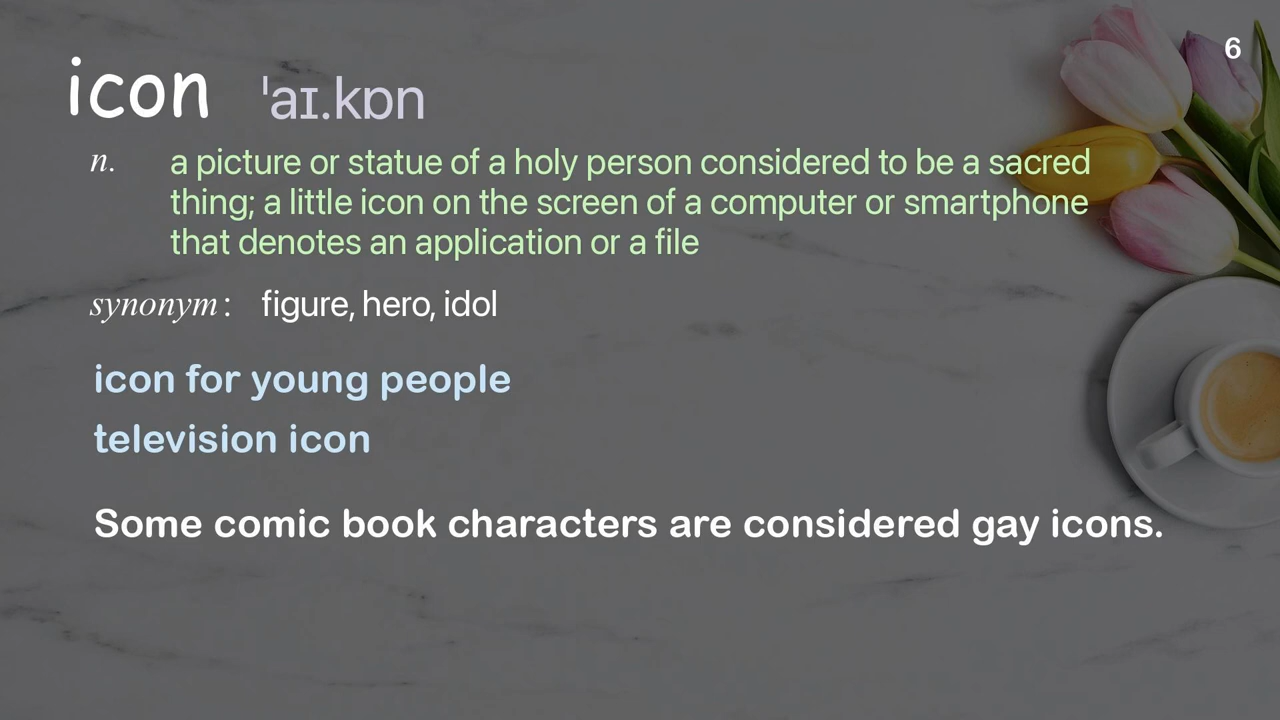 6
icon ˈaɪ.kɒn
n. a picture or statue of a holy person considered to be a sacred
thing; a little icon on the screen of a computer or smartphone
that denotes an application or a file
synonym: figure, hero, idol
icon for young people
television icon
Some comic book characters are considered gay icons.